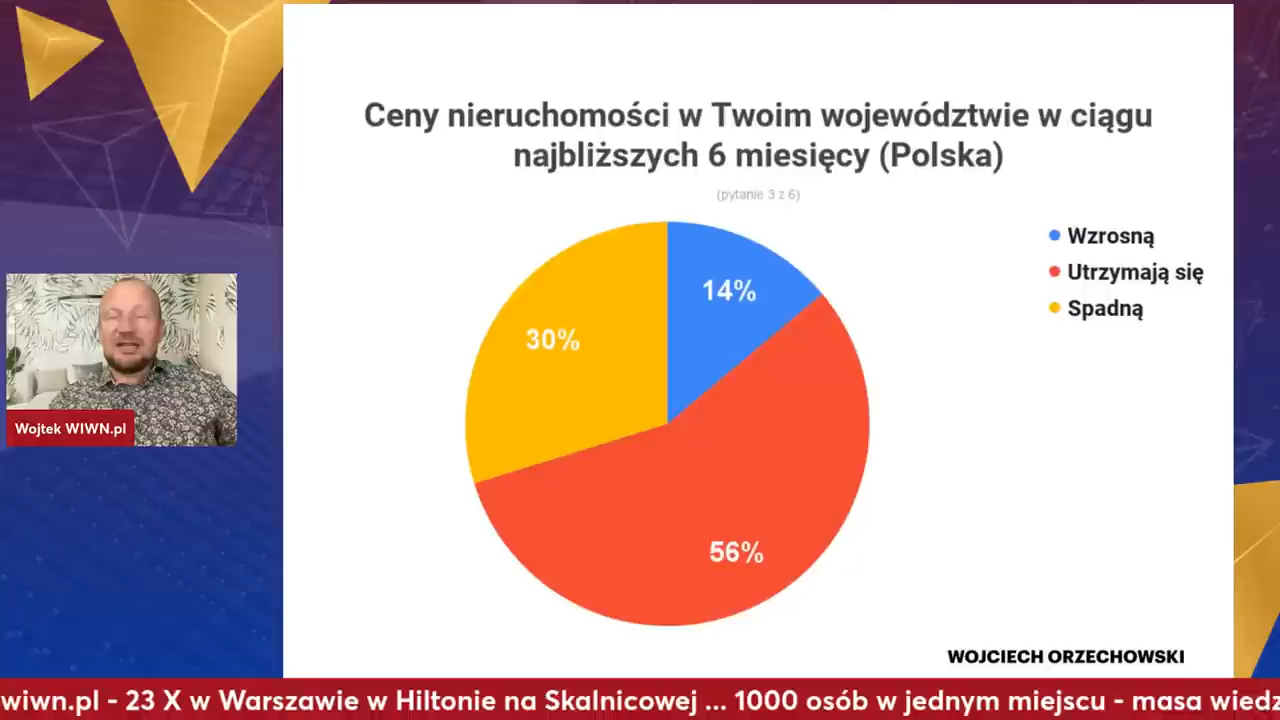 Ceny nieruchomości w Twoim województwie w ciągu
najbliższych 6 miesięcy (Polska)
(pytanie 3 z 6)
Wzrosną
Utrzymają się
Spadną
14%
30%
56%
Wojtek WIWN.pl
WOJCIECH ORZECHOWSKI
wiwn.pl - 23 X w Warszawie w Hiltonie na Skalnicowej ... 1000 osób w jednym miejscu - masa wiedz